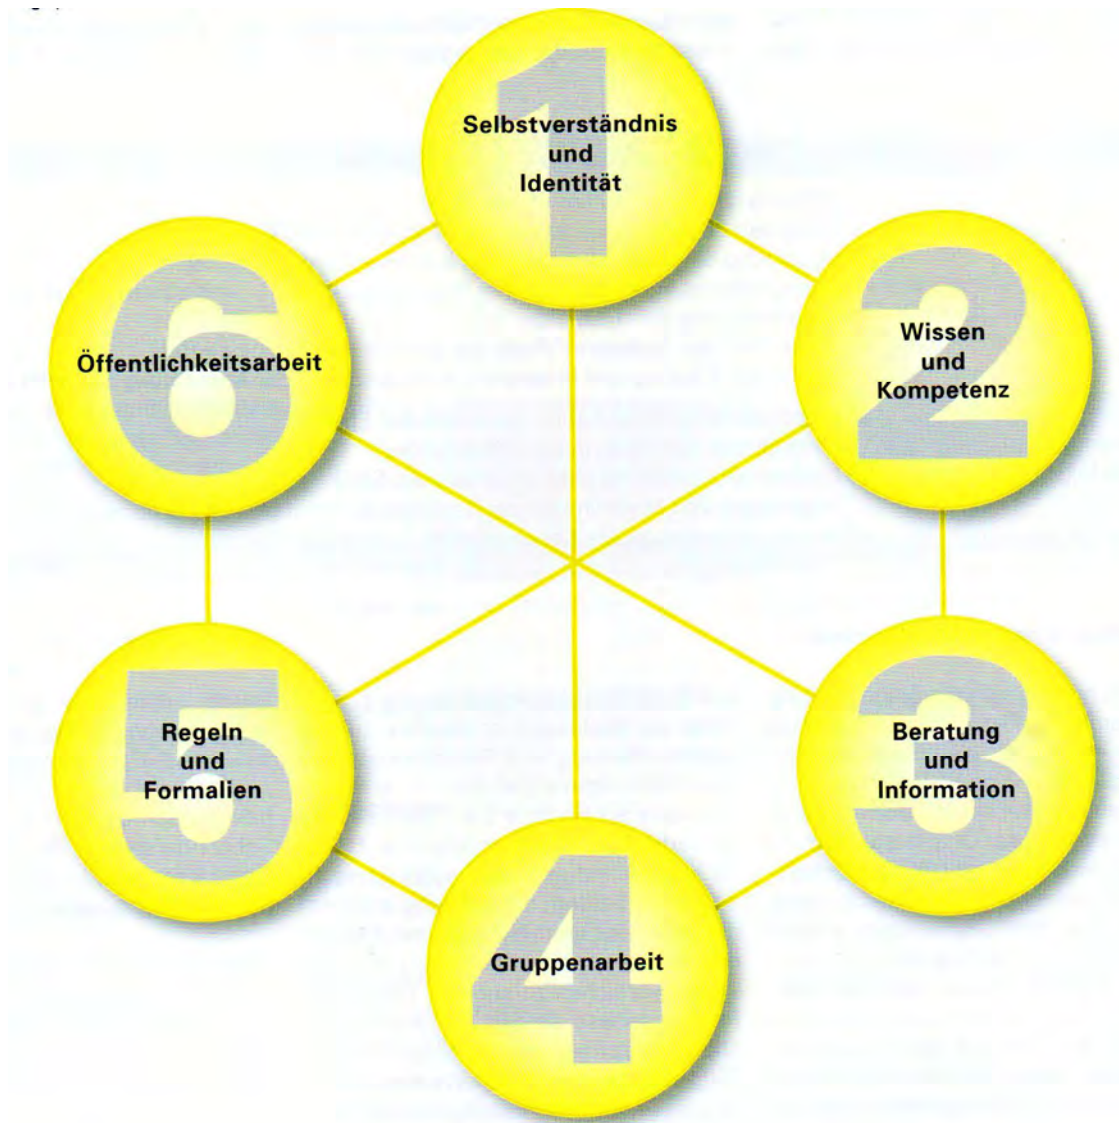 1
Selbstverständnis
und
Identität
2
Wissen
und
Kompetenz
3
Beratung
und
Information
4
Gruppenarbeit
5
Regeln
und
Formalien
6
Öffentlichkeitsarbeit